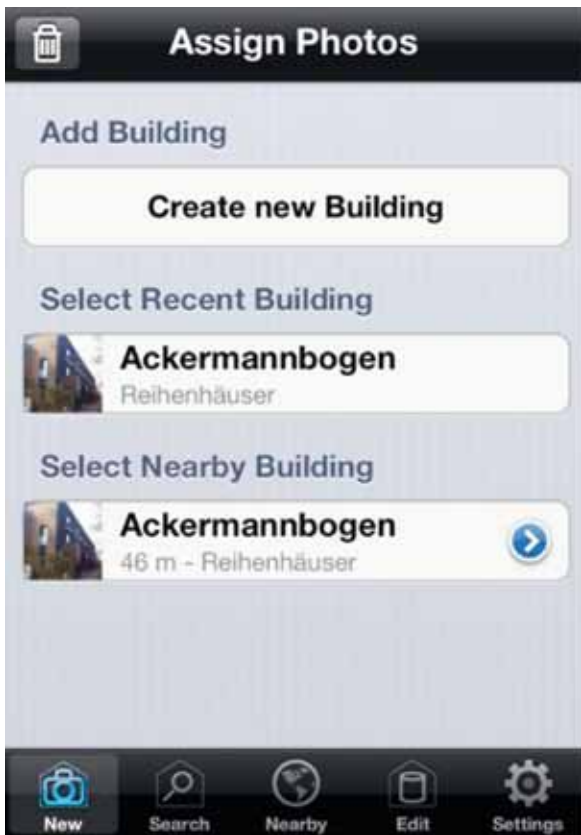 Assign Photos
Add Building
Create new Building
Select Recent Building
Ackermannbogen
Reihenhäuser
Select Nearby Building
Ackermannbogen
46 m - Reihenhäuser
New Search Nearby Edit Settings